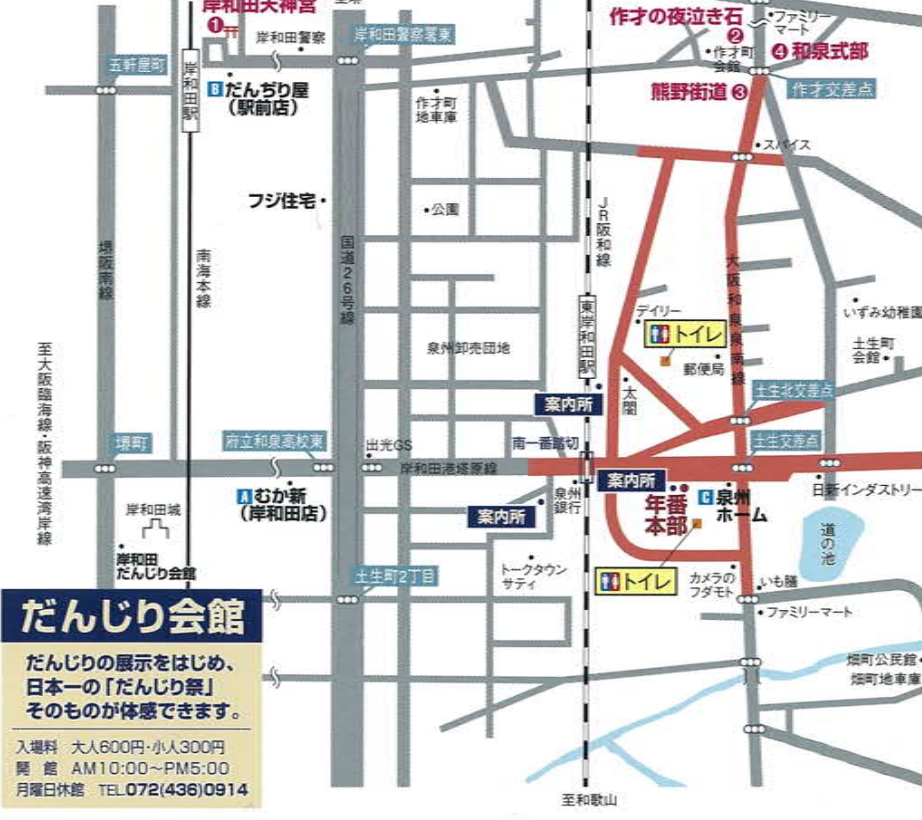 岸和田天神宮
①
至堺
岸和田警察
岸和田警察署東
作才の夜泣き石
②
ファミリーマート
作才町会館
④和泉式部
五軒屋町
岸和田駅
Bだんぢり屋
（駅前店）
作才町
地車庫
熊野街道③
作才交差点
スパイス
フジ住宅
公園
JR阪和線
堺阪南線
南海本線
国道26号線
大阪和泉泉南線
東岸和田駅
デイリー
トイレ
郵便局
いずみ幼稚園
土生町
会館
泉州卸売団地
至大阪臨海線・阪神高速湾岸線
太閤
案内所
土生北交差点
堺町
府立和泉高校東
出光GS
南一番踏切
土生交差点
岸和田港塔原線
案内所
Aむか新
（岸和田店）
泉州
銀行
年番
本部
C泉州
ホーム
日新インダストリー
岸和田城
案内所
道の池
岸和田
だんじり会館
トークタウン
サティ
トイレ
カメラの
フダモト
いも膳
土生町2丁目
ファミリーマート
だんじり会館
だんじりの展示をはじめ、
日本一の「だんじり祭」
そのものが体感できます。
入場料　大人600円・小人300円
開　館　AM10:00～PM5:00
月曜日休館　TEL.072(436)0914
畑町公民館
畑町地車庫
至和歌山